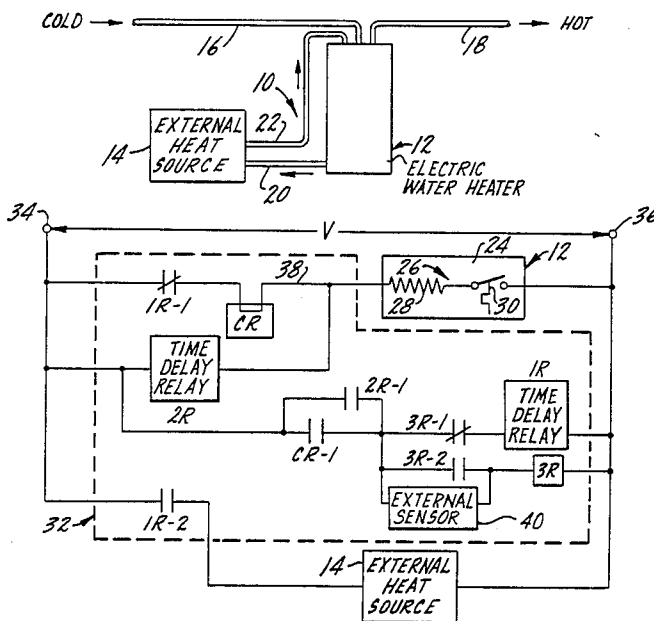 COLD
HOT
16
18
10
EXTERNAL
HEAT
SOURCE
14
22
20
12
ELECTRIC
WATER HEATER
34
V
36
38
24
12
26
28
30
1R-1
CR
TIME
DELAY
RELAY
2R
2R-1
CR-1
1R
TIME
DELAY
RELAY
3R-1
3R-2
3R
EXTERNAL
SENSOR
40
32
1R-2
14
EXTERNAL
HEAT
SOURCE